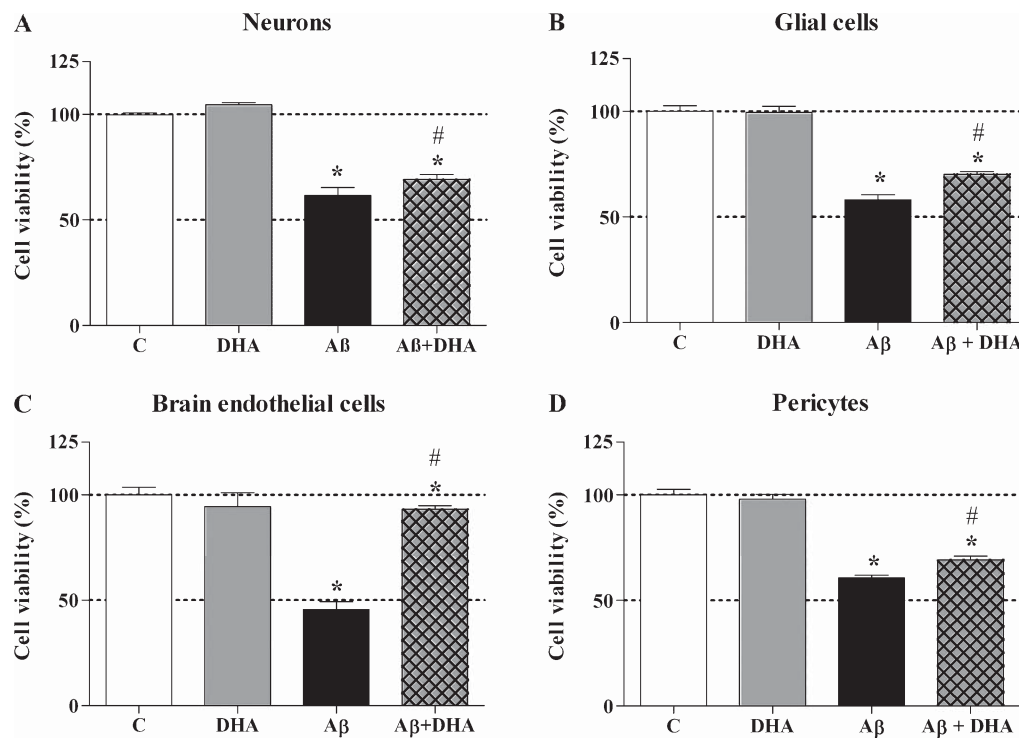 A Neurons
Cell viability (%)
125
100
50
0
*
#
*
C DHA Aß Aß+DHA
B Glial cells
Cell viability (%)
125
100
50
0
*
#
*
C DHA Aβ Aβ + DHA
C Brain endothelial cells
Cell viability (%)
125
100
50
0
*
#
*
C DHA Aβ Aβ+DHA
D Pericytes
Cell viability (%)
125
100
50
0
*
#
*
C DHA Aβ Aβ + DHA